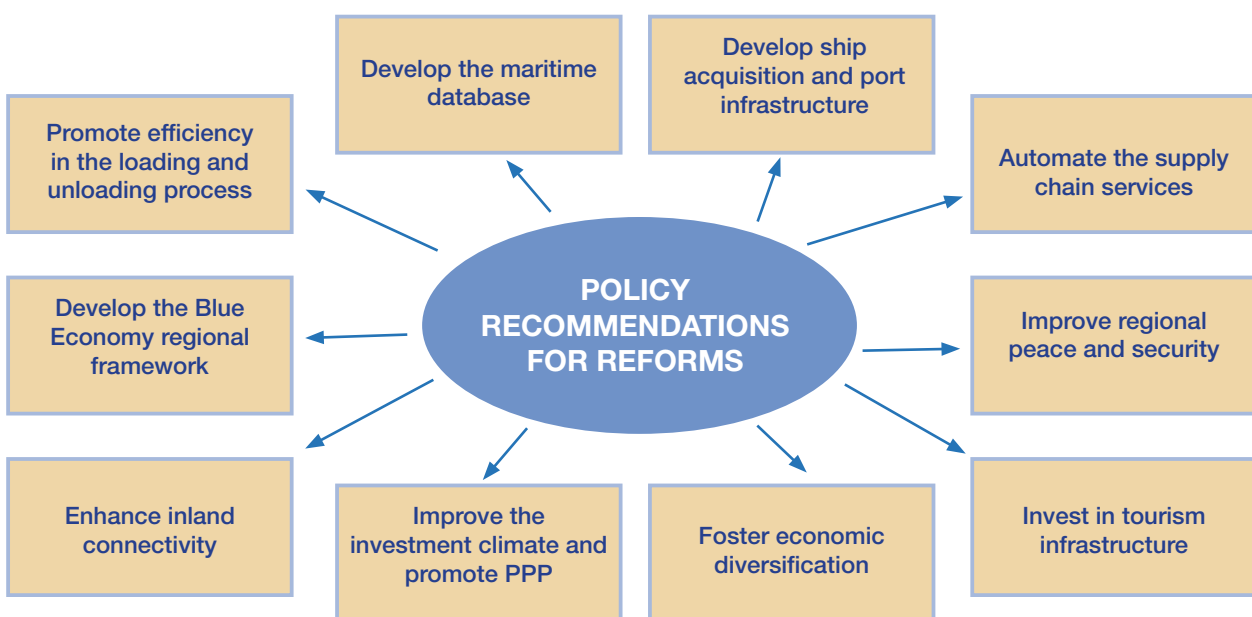 Develop the maritime
database
Develop ship
acquisition and port
infrastructure
Promote efficiency
in the loading and
unloading process
Automate the supply
chain services
POLICY
RECOMMENDATIONS
FOR REFORMS
Develop the Blue
Economy regional
framework
Improve regional
peace and security
Enhance inland
connectivity
Improve the
investment climate and
promote PPP
Foster economic
diversification
Invest in tourism
infrastructure